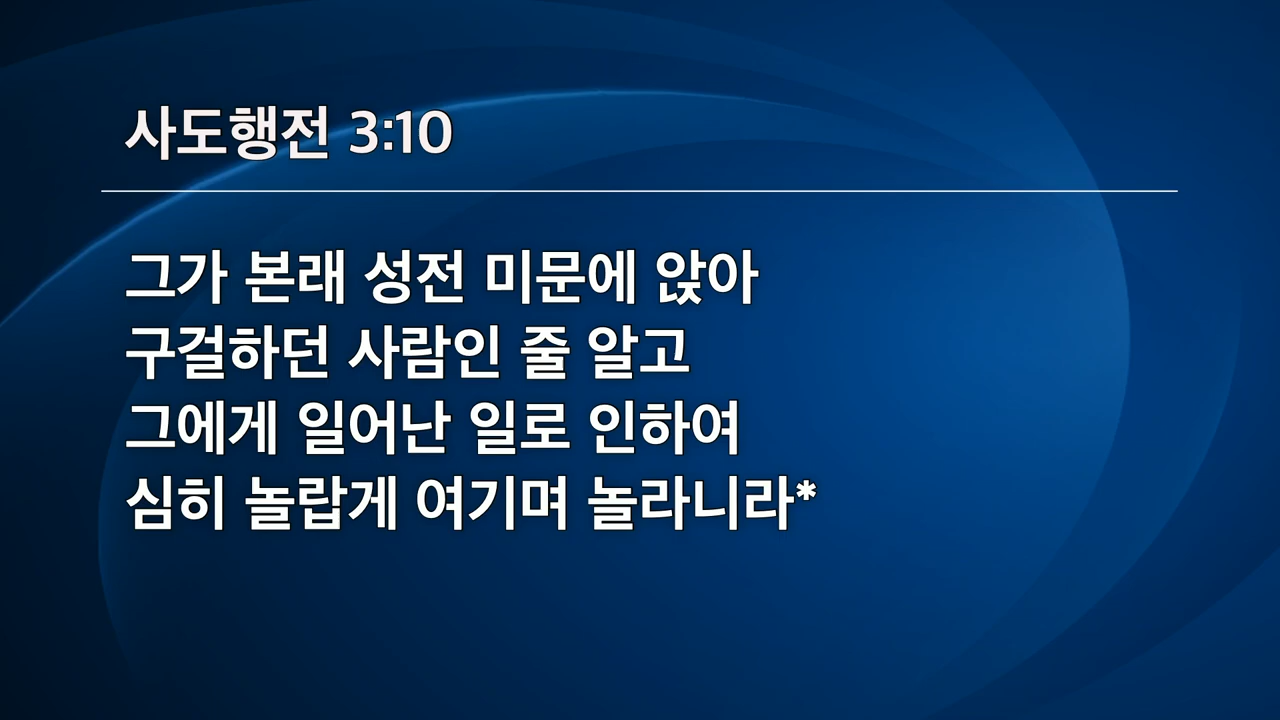 사도행전 3:10
그가 본래 성전 미문에 앉아
구걸하던 사람인 줄 알고
그에게 일어난 일로 인하여
심히 놀랍게 여기며 놀라니라*